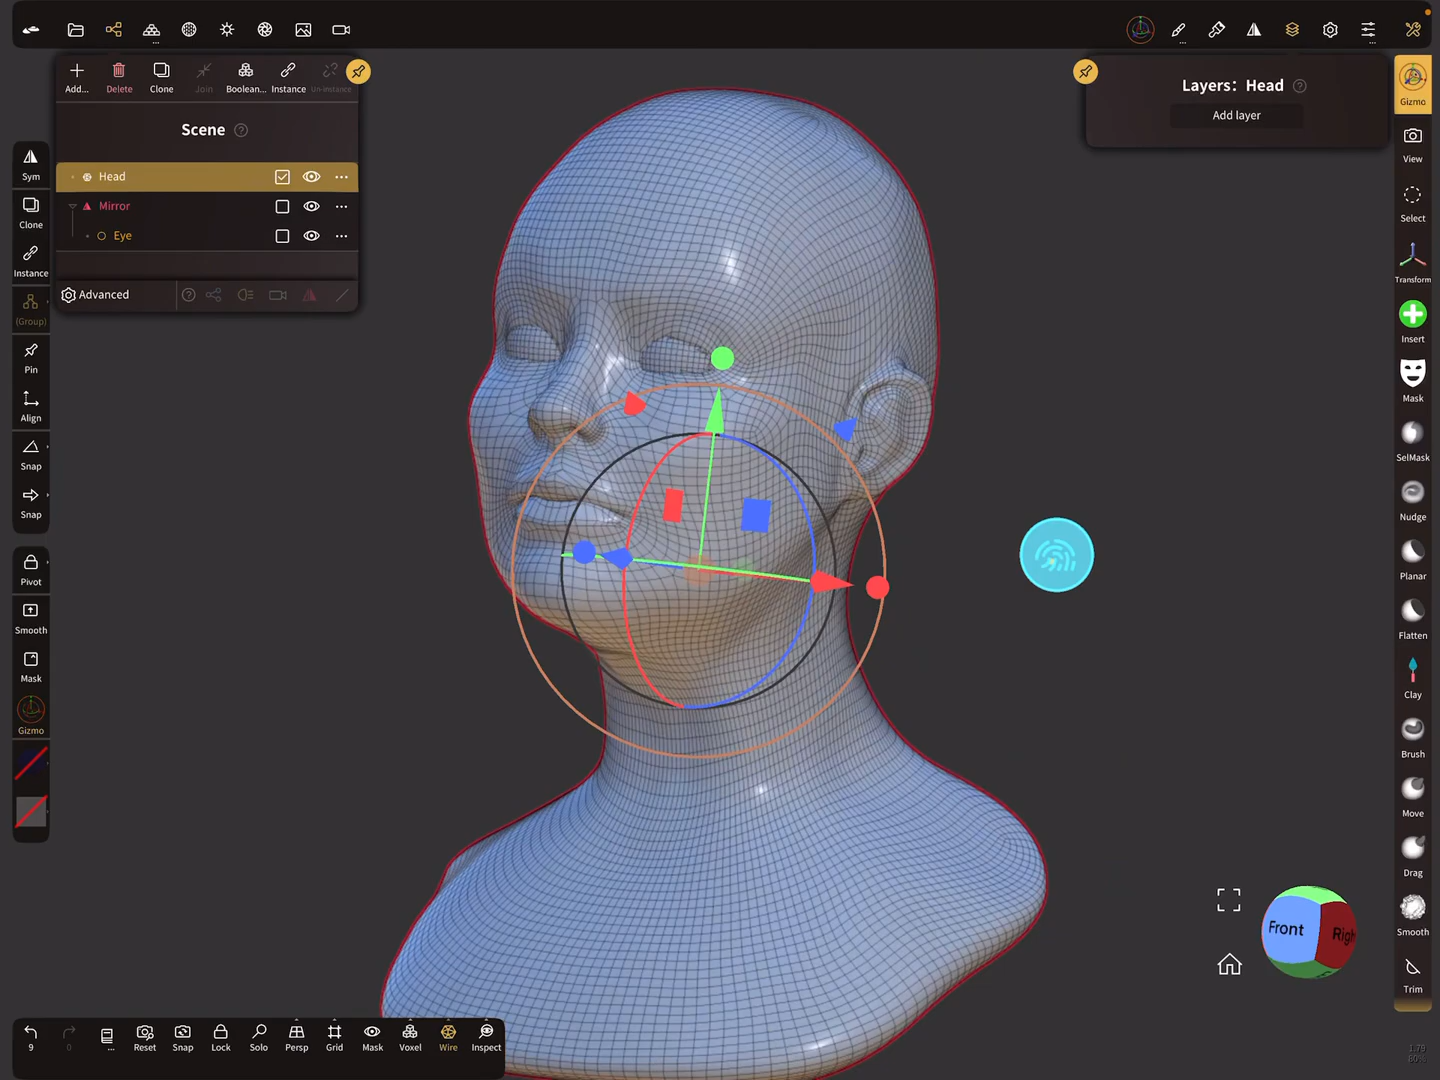 Add...
Delete
Clone
Join
Boolean...
Instance
Un-instance
Scene ?
Head
Mirror
Eye
Advanced
?
Layers: Head ?
Add layer
Sym
Clone
Instance
(Group)
Pin
Align
Snap
Snap
Pivot
Smooth
Mask
Gizmo
Gizmo
View
Select
Transform
Insert
Mask
SelMask
Nudge
Planar
Flatten
Clay
Brush
Move
Drag
Smooth
Trim
Front
Righ
9
0
...
Reset
Snap
Lock
Solo
Persp
Grid
Mask
Voxel
Wire
Inspect
1.79
80%